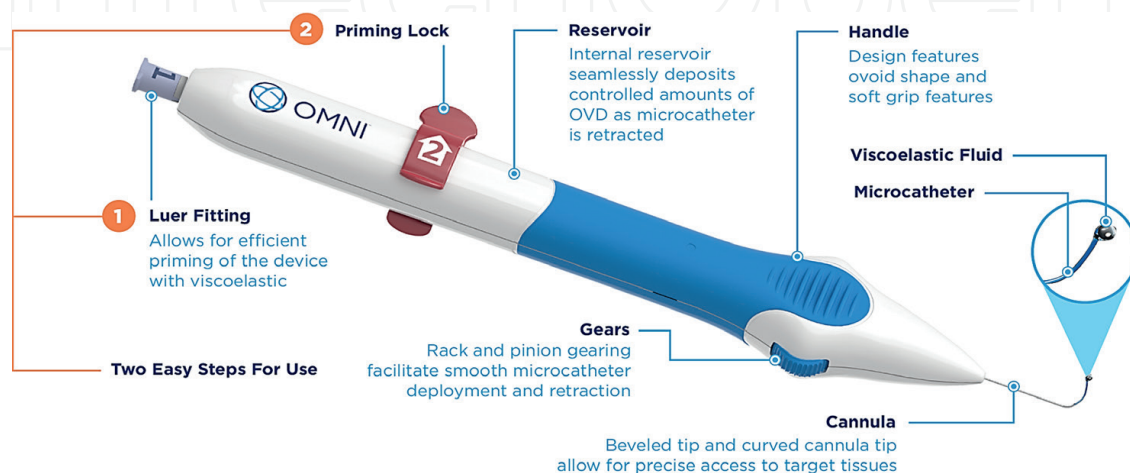 2
Priming Lock
Reservoir
Internal reservoir
seamlessly deposits
controlled amounts of
OVD as microcatheter
is retracted
Handle
Design features
ovoid shape and
soft grip features
Viscoelastic Fluid
Microcatheter
OMNI
2
1
Luer Fitting
Allows for efficient
priming of the device
with viscoelastic
Gears
Rack and pinion gearing
facilitate smooth microcatheter
deployment and retraction
Two Easy Steps For Use
Cannula
Beveled tip and curved cannula tip
allow for precise access to target tissues